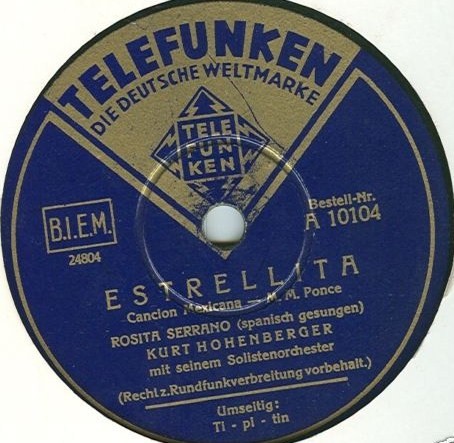 TELEFUNKEN
DIE DEUTSCHE WELTMARKE
TELE
FUN
KEN
B.I.E.M.
24804
Bestell-Nr.
A 10104
ESTRELLITA
Cancion Mexicana — M. M. Ponce
ROSITA SERRANO (spanisch gesungen)
KURT HOHENBERGER
mit seinem Solistenorchester
(Recht z. Rundfunkverbreitung vorbehalt.)
Umseitig:
Ti - pi - tin